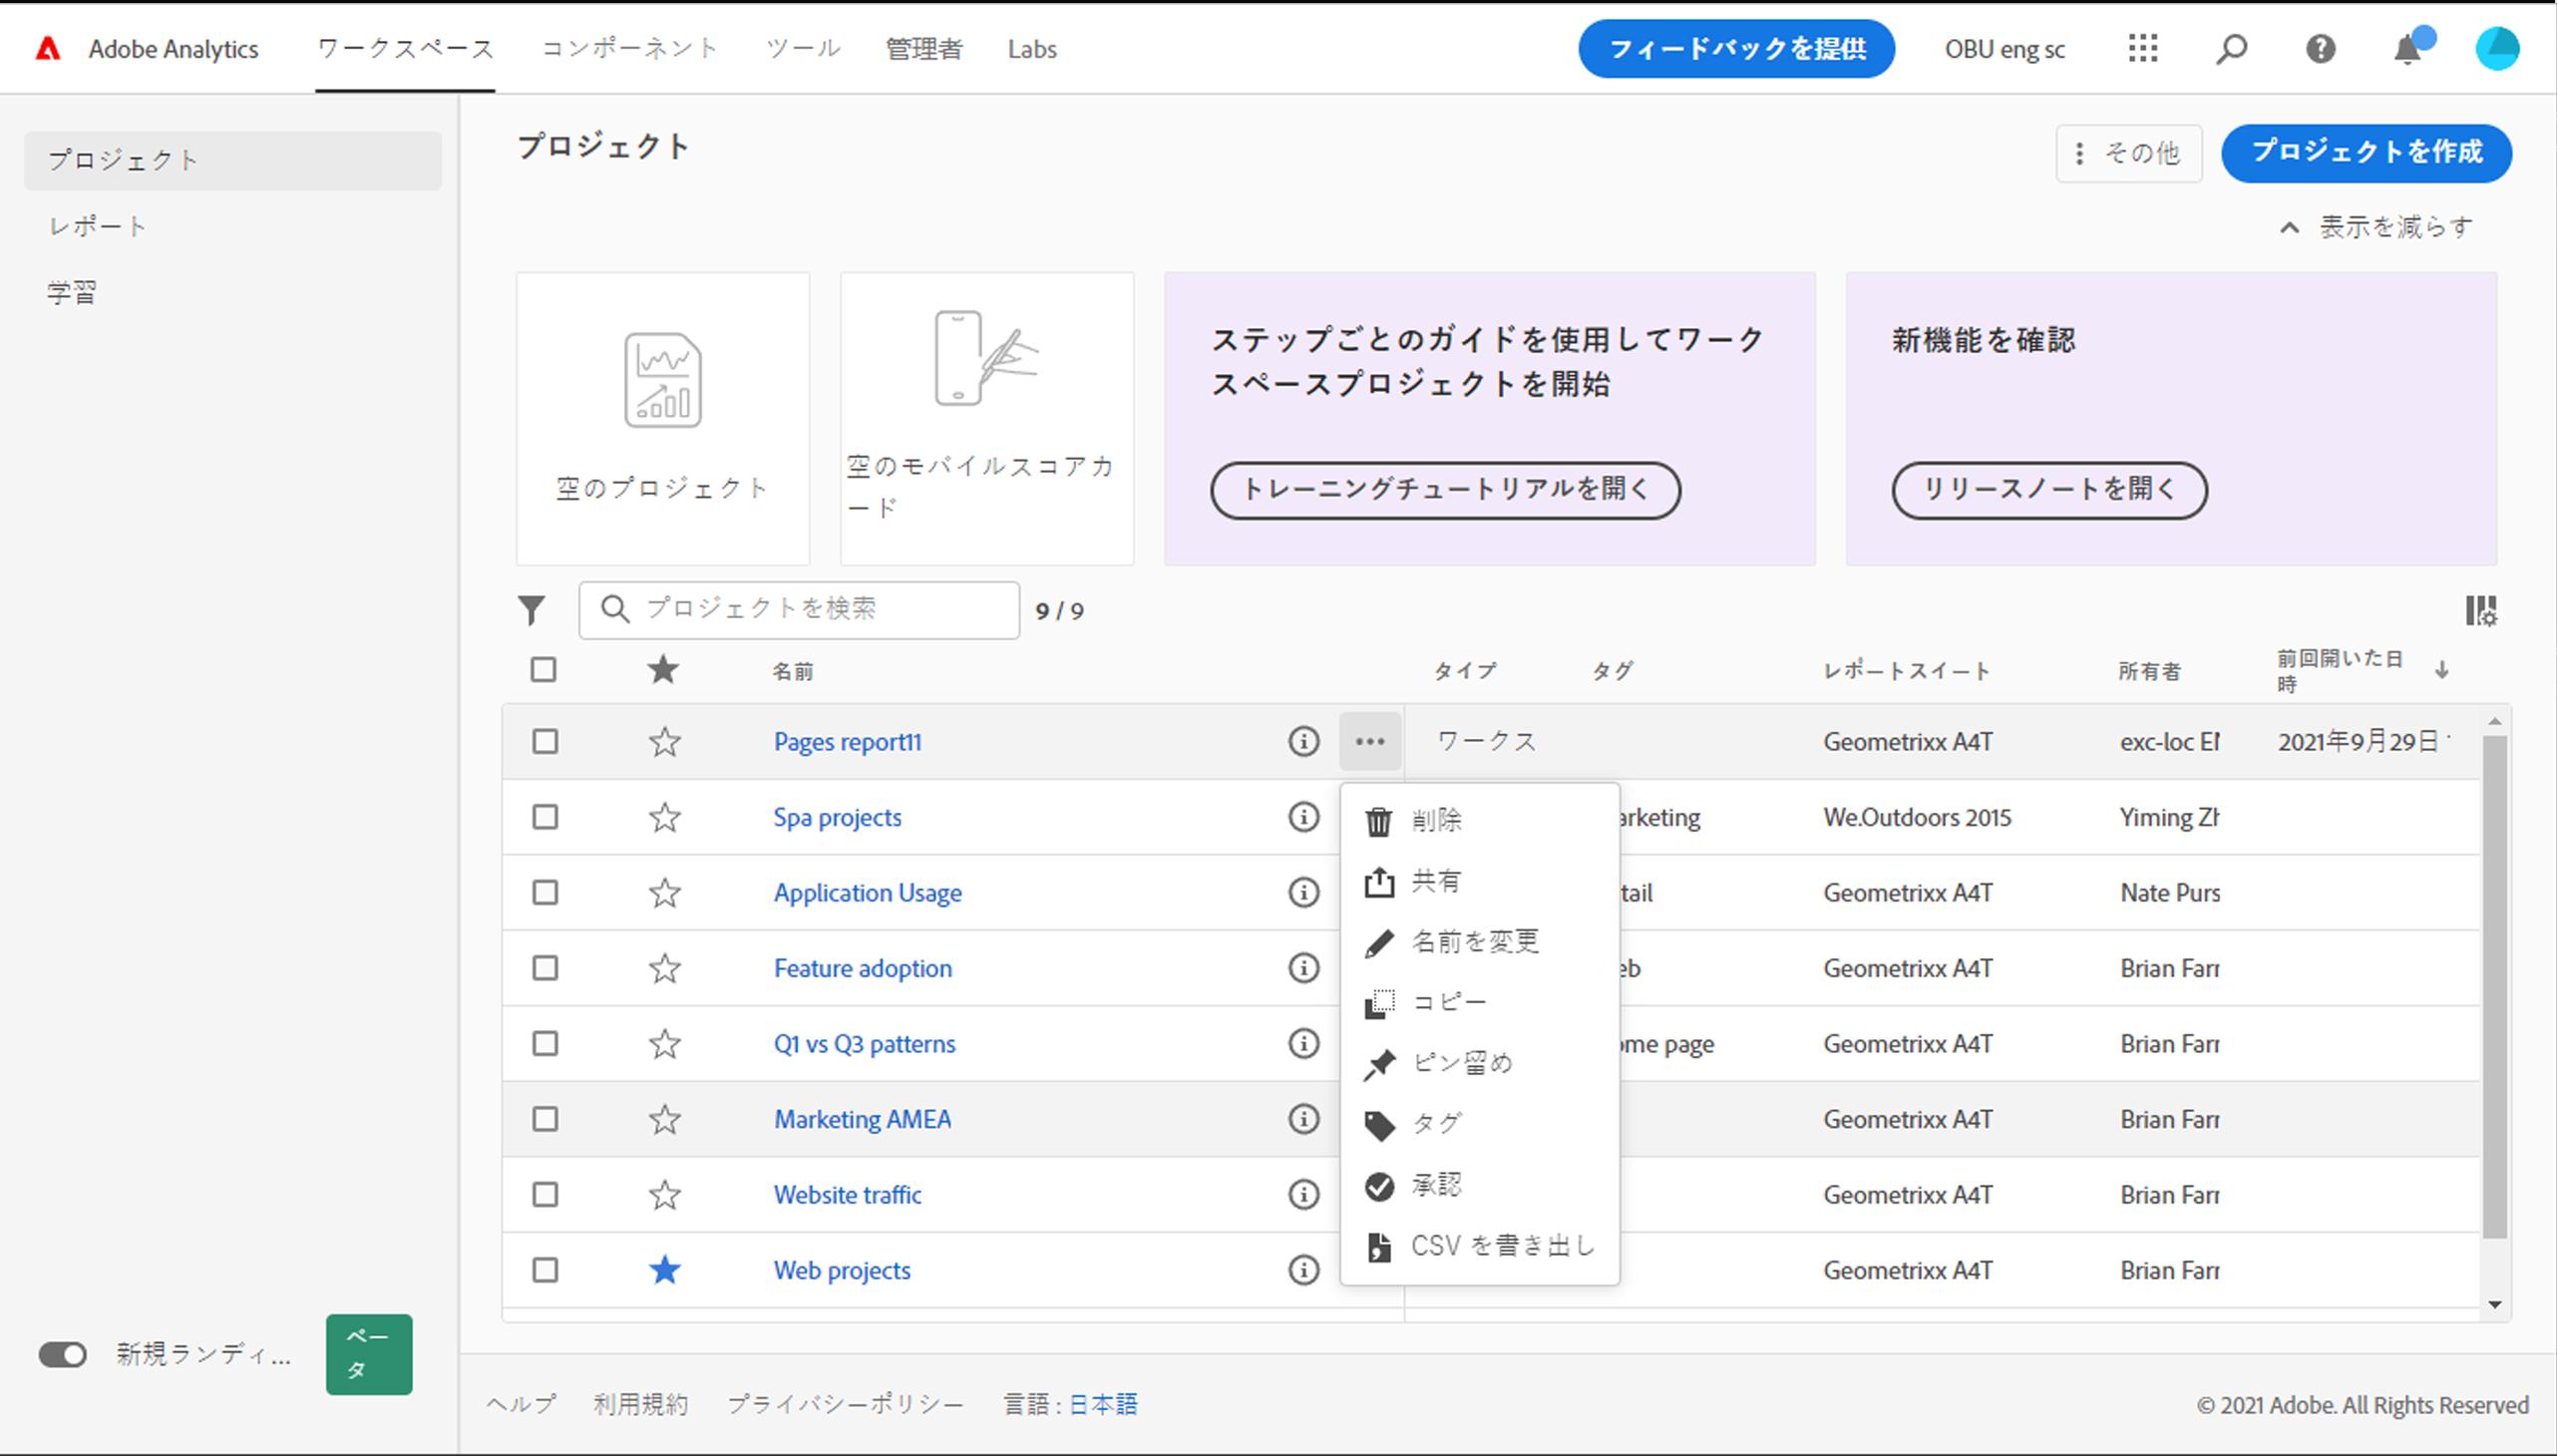 Adobe Analytics ワークスペース コンポーネント ツール 管理者 Labs フィードバックを提供 OBU eng sc
プロジェクト
レポート
学習
プロジェクト
その他 プロジェクトを作成
表示を減らす
空のプロジェクト
空のモバイルスコアカ
ード
ステップごとのガイドを使用してワーク
スペースプロジェクトを開始
トレーニングチュートリアルを開く
新機能を確認
リリースノートを開く
プロジェクトを検索 9 / 9
名前 タイプ タグ レポートスイート 所有者 前回開いた日
時
Pages report11 ワークス Geometrixx A4T exc-loc 2021年9月29日
Spa projects arketing We.Outdoors 2015 Yiming Zh
Application Usage tail Geometrixx A4T Nate Purs
Feature adoption eb Geometrixx A4T Brian Farr
Q1 vs Q3 patterns ome page Geometrixx A4T Brian Farr
Marketing AMEA Geometrixx A4T Brian Farr
Website traffic Geometrixx A4T Brian Farr
Web projects Geometrixx A4T Brian Farr
削除
共有
名前を変更
コピー
ピン留め
タグ
承認
CSV を書き出し
新規ランディ...
ベー
タ
ヘルプ 利用規約 プライバシーポリシー 言語 : 日本語 © 2021 Adobe. All Rights Reserved